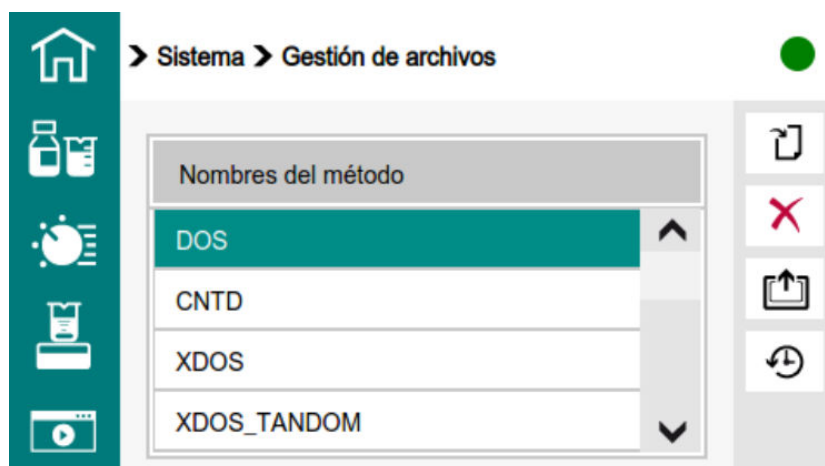 Sistema Gestión de archivos
Nombres del método
DOS
CNTD
XDOS
XDOS_TANDOM